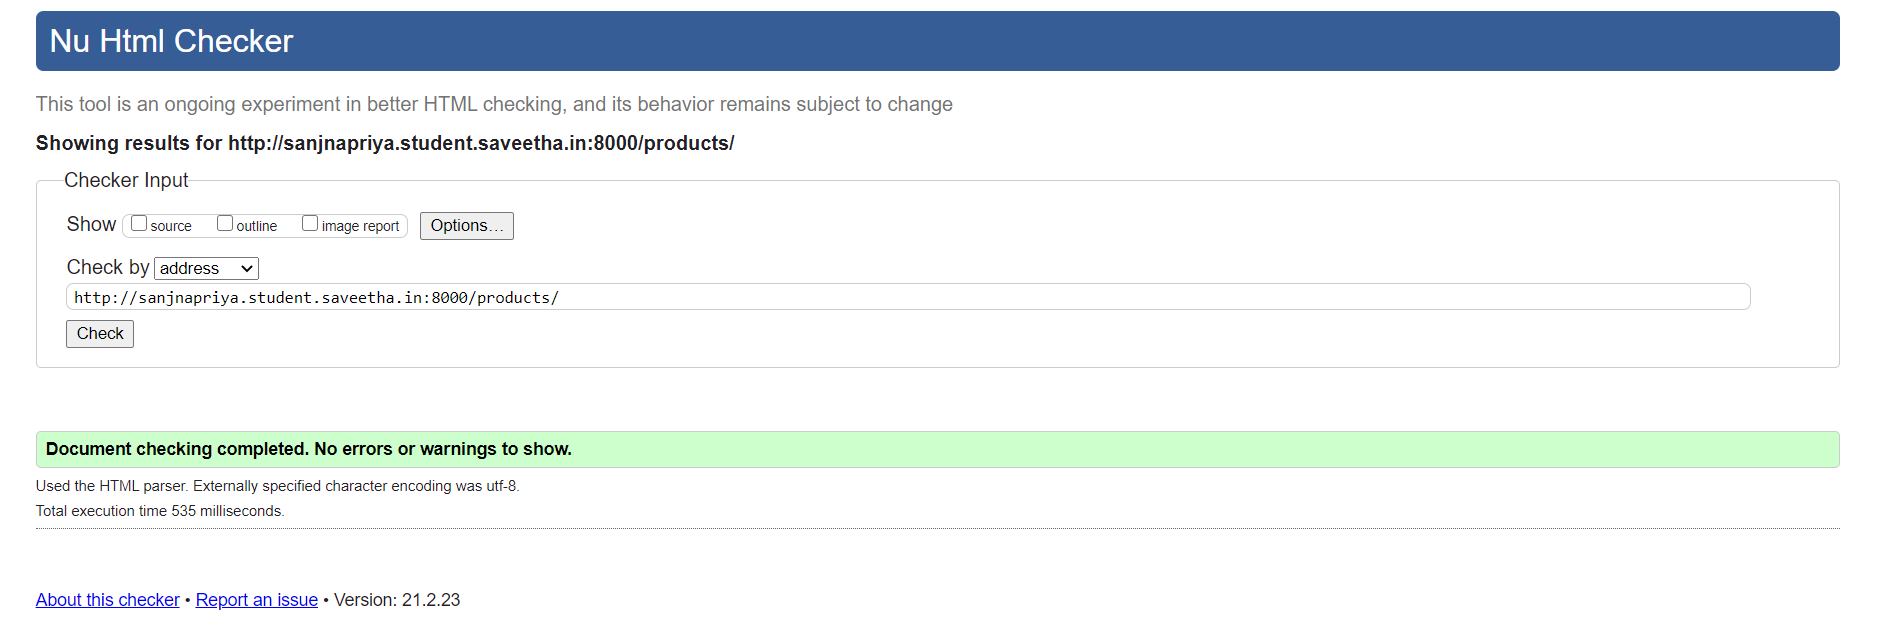 Nu Html Checker
This tool is an ongoing experiment in better HTML checking, and its behavior remains subject to change
Showing results for http://sanjnapriya.student.saveetha.in:8000/products/
Checker Input
Show source outline image report Options…
Check by address
http://sanjnapriya.student.saveetha.in:8000/products/
Check
Document checking completed. No errors or warnings to show.
Used the HTML parser. Externally specified character encoding was utf-8.
Total execution time 535 milliseconds.
About this checker • Report an issue • Version: 21.2.23